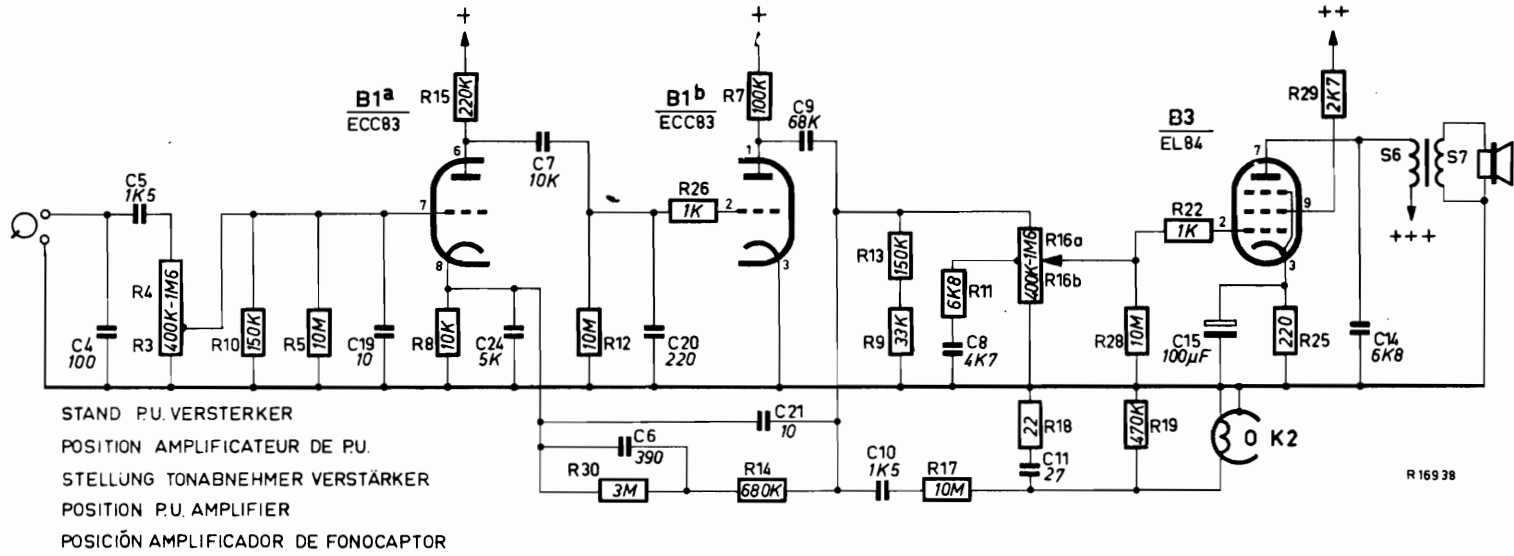 +
+
++
B1a
ECC83
R15
220K
B1b
ECC83
R7
100K
C9
68K
R29
2K7
B3
EL84
6
1
7
S6
S7
C7
10K
C5
1K5
7
R26
1K
2
R22
1K
2
9
+++
8
3
3
R4
R3
400K-1M6
R13
150K
R11
6K8
R16a
R16b
400K-1M6
C4
100
R10
150K
R5
10M
C19
10
R8
10K
C24
5K
10M
R12
C20
220
R9
33K
C8
4K7
R28
10M
C15
100µF
220
R25
C14
6K8
STAND P.U. VERSTERKER
POSITION AMPLIFICATEUR DE P.U.
STELLUNG TONABNEHMER VERSTÄRKER
POSITION P.U. AMPLIFIER
POSICIÓN AMPLIFICADOR DE FONOCAPTOR
C21
10
C6
390
R30
3M
R14
680K
C10
1K5
R17
10M
22
R18
C11
27
470K
R19
K2
R16938